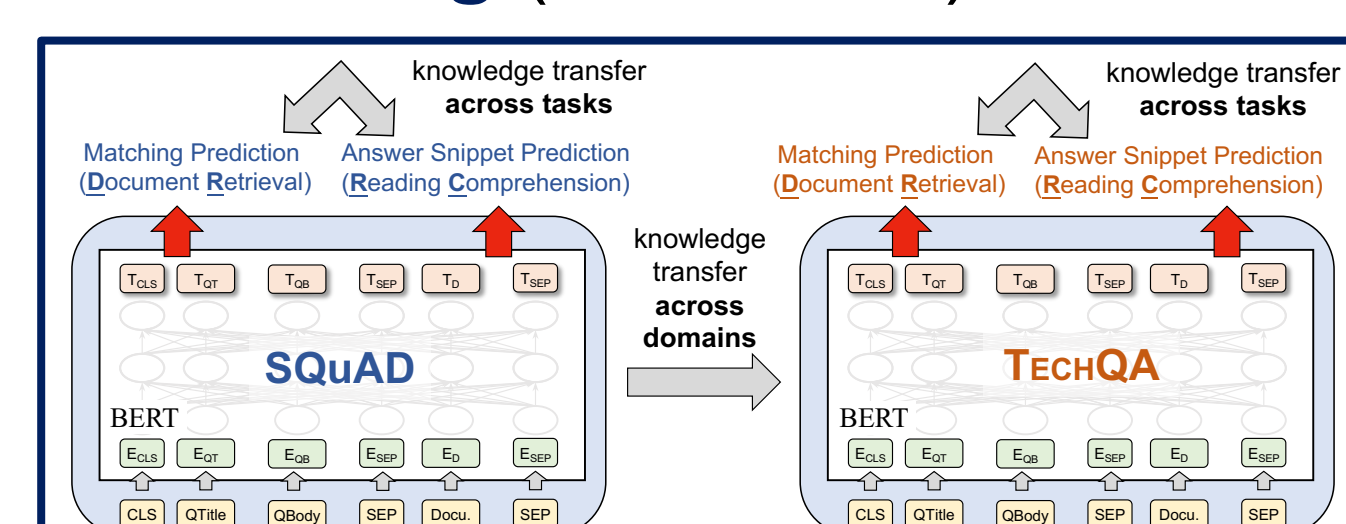 knowledge transfer
across tasks
Matching Prediction
(Document Retrieval)
Answer Snippet Prediction
(Reading Comprehension)
TCLS TQT TQB TSEP TD TSEP
SQuAD
BERT
ECLS EQT EQB ESEP ED ESEP
CLS QTitle QBody SEP Docu. SEP
knowledge
transfer
across
domains
knowledge transfer
across tasks
Matching Prediction
(Document Retrieval)
Answer Snippet Prediction
(Reading Comprehension)
TCLS TQT TQB TSEP TD TSEP
TECHQA
BERT
ECLS EQT EQB ESEP ED ESEP
CLS QTitle QBody SEP Docu. SEP